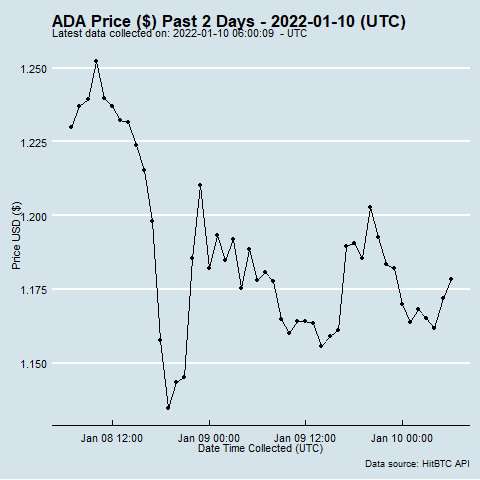 ADA Price ($) Past 2 Days - 2022-01-10 (UTC)
Latest data collected on: 2022-01-10 06:00:09 - UTC
1.250
1.225
1.200
1.175
1.150
Price USD ($)
Jan 08 12:00 Jan 09 00:00 Jan 09 12:00 Jan 10 00:00
Date Time Collected (UTC)
Data source: HitBTC API